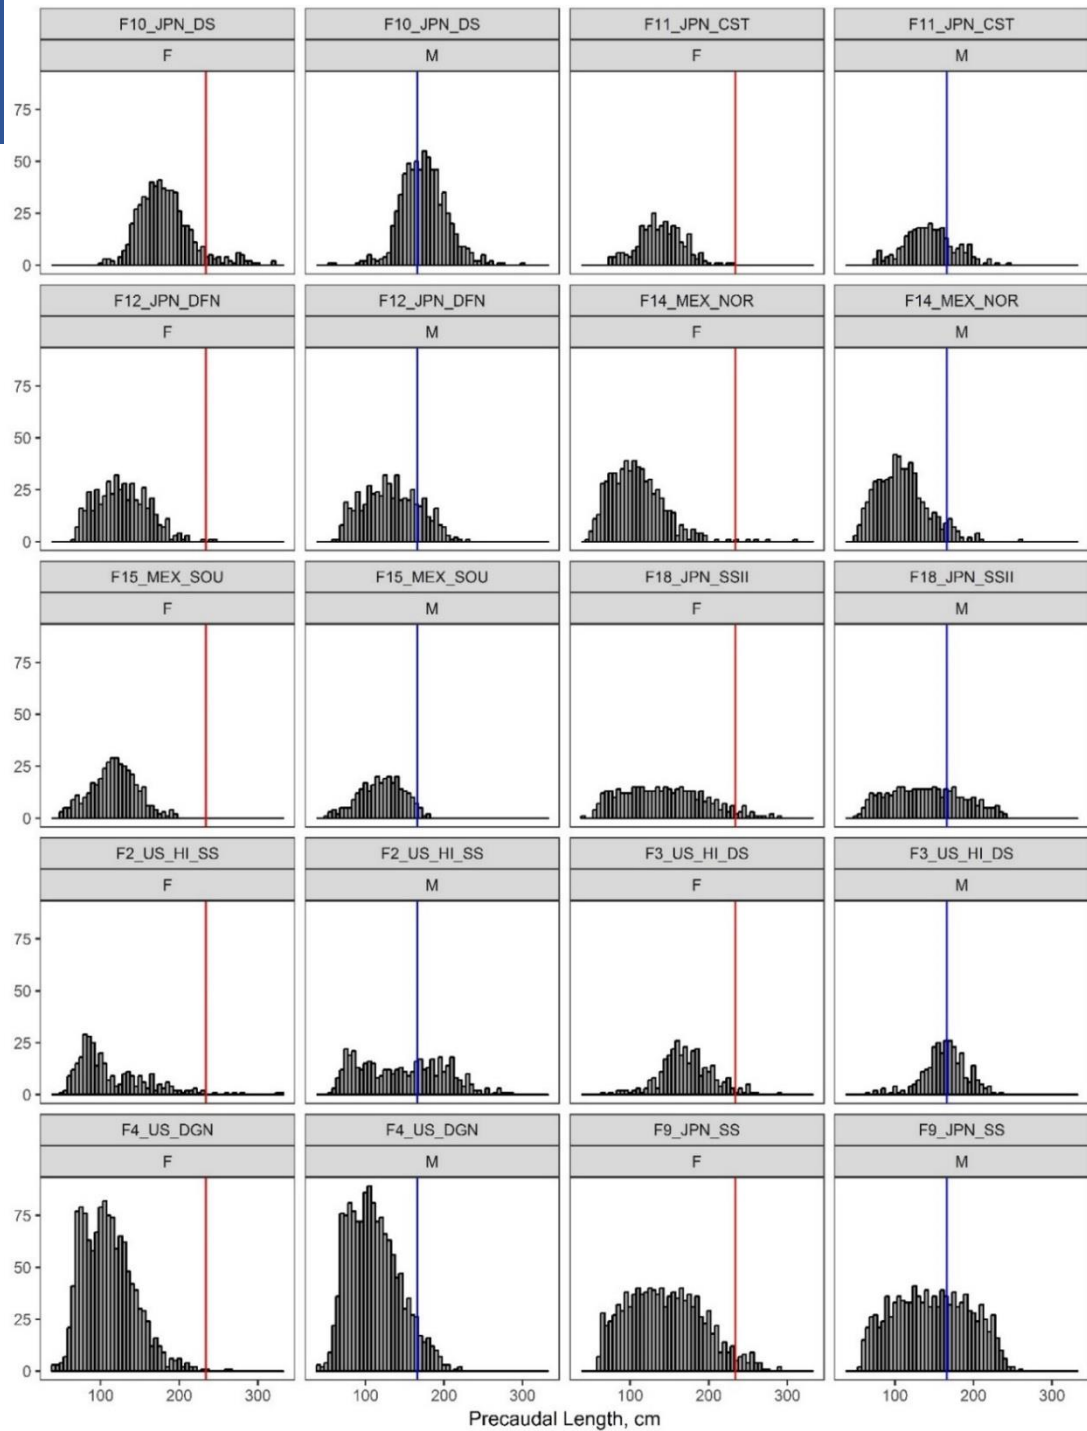 F10_JPN_DS F10_JPN_DS F11_JPN_CST F11_JPN_CST
F M F M
75
50
25
0
F12_JPN_DFN F12_JPN_DFN F14_MEX_NOR F14_MEX_NOR
F M F M
75
50
25
0
F15_MEX_SOU F15_MEX_SOU F18_JPN_SSII F18_JPN_SSII
F M F M
75
50
25
0
F2_US_HI_SS F2_US_HI_SS F3_US_HI_DS F3_US_HI_DS
F M F M
75
50
25
0
F4_US_DGN F4_US_DGN F9_JPN_SS F9_JPN_SS
F M F M
75
50
25
0
100 200 300 100 200 300 100 200 300 100 200 300
Precaudal Length, cm